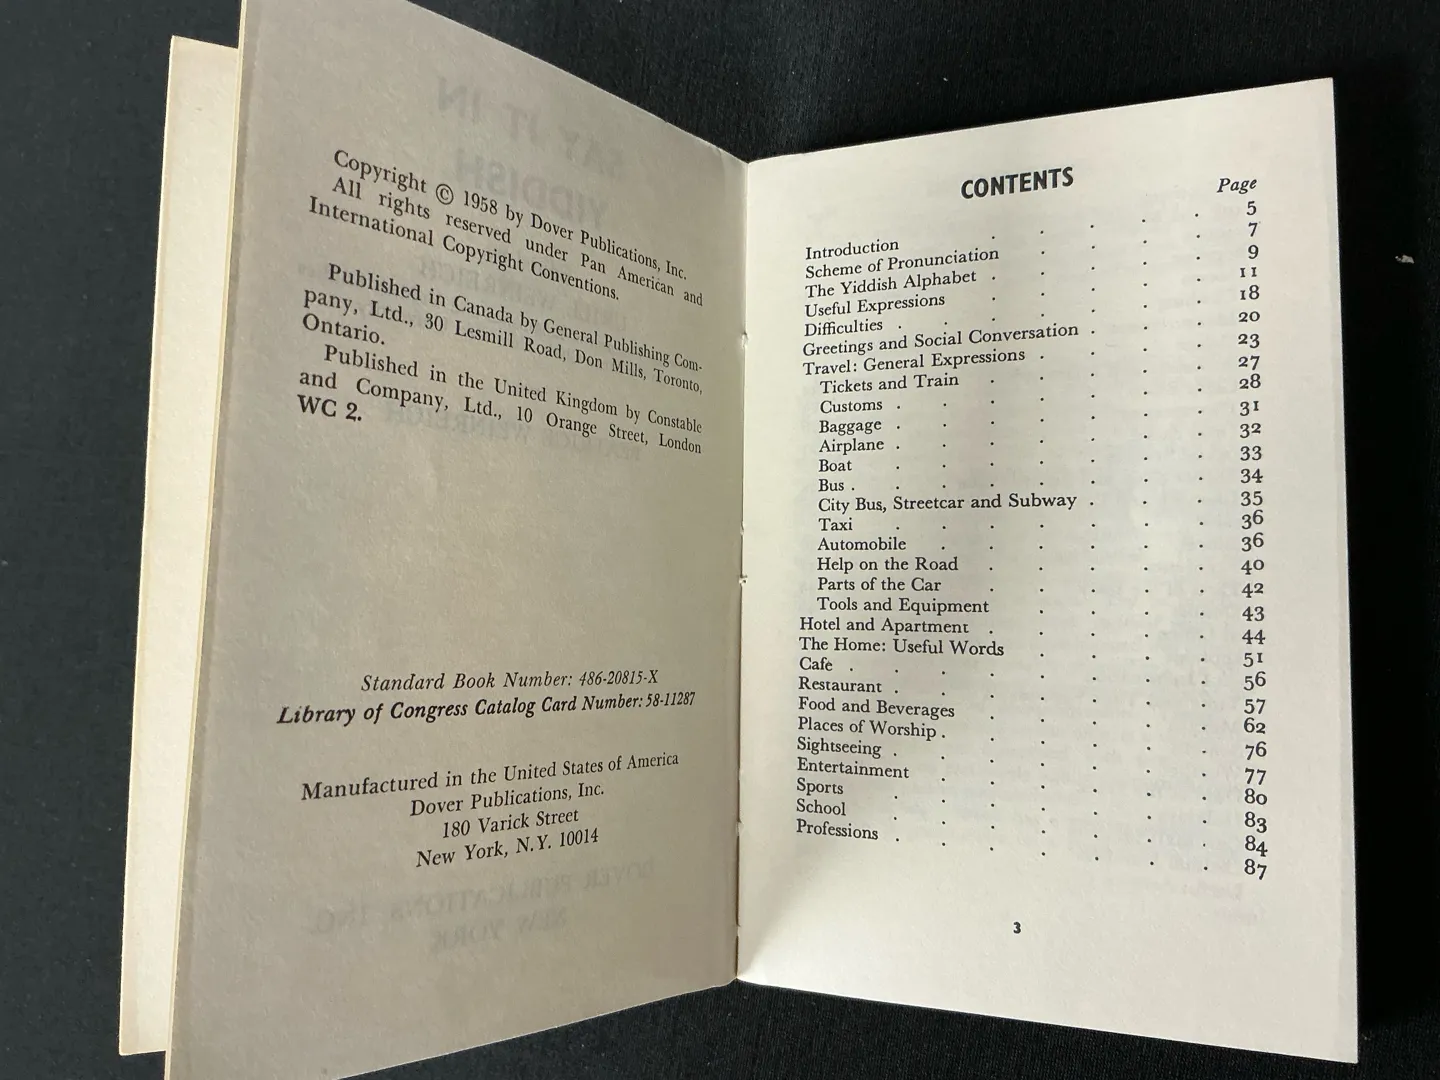 Copyright © 1958 by Dover Publications, Inc.
All rights reserved under Pan American and
International Copyright Conventions.
Published in Canada by General Publishing Com-
pany, Ltd., 30 Lesmill Road, Don Mills, Toronto,
Ontario.
Published in the United Kingdom by Constable
and Company, Ltd., 10 Orange Street, London
WC 2.
Standard Book Number: 486-20815-X
Library of Congress Catalog Card Number: 58-11287
Manufactured in the United States of America
Dover Publications, Inc.
180 Varick Street
New York, N.Y. 10014
CONTENTS
Page
Introduction . . . . . 5
Scheme of Pronunciation . . . . 7
The Yiddish Alphabet . . . . . 9
Useful Expressions . . . . . 11
Difficulties . . . . . . . 18
Greetings and Social Conversation . . . 20
Travel: General Expressions . . . . 23
Tickets and Train . . . . . 27
Customs . . . . . . . 28
Baggage . . . . . . . 31
Airplane . . . . . . . 32
Boat . . . . . . . 33
Bus . . . . . . . . 34
City Bus, Streetcar and Subway . . . 35
Taxi . . . . . . . 36
Automobile . . . . . . 36
Help on the Road . . . . . 40
Parts of the Car . . . . . 42
Tools and Equipment . . . . 43
Hotel and Apartment . . . . . 44
The Home: Useful Words . . . . 51
Cafe . . . . . . . . 56
Restaurant . . . . . . . 57
Food and Beverages . . . . . 62
Places of Worship . . . . . . 76
Sightseeing . . . . . . . 77
Entertainment . . . . . . 80
Sports . . . . . . . 83
School . . . . . . . 84
Professions . . . . . . . 87
3